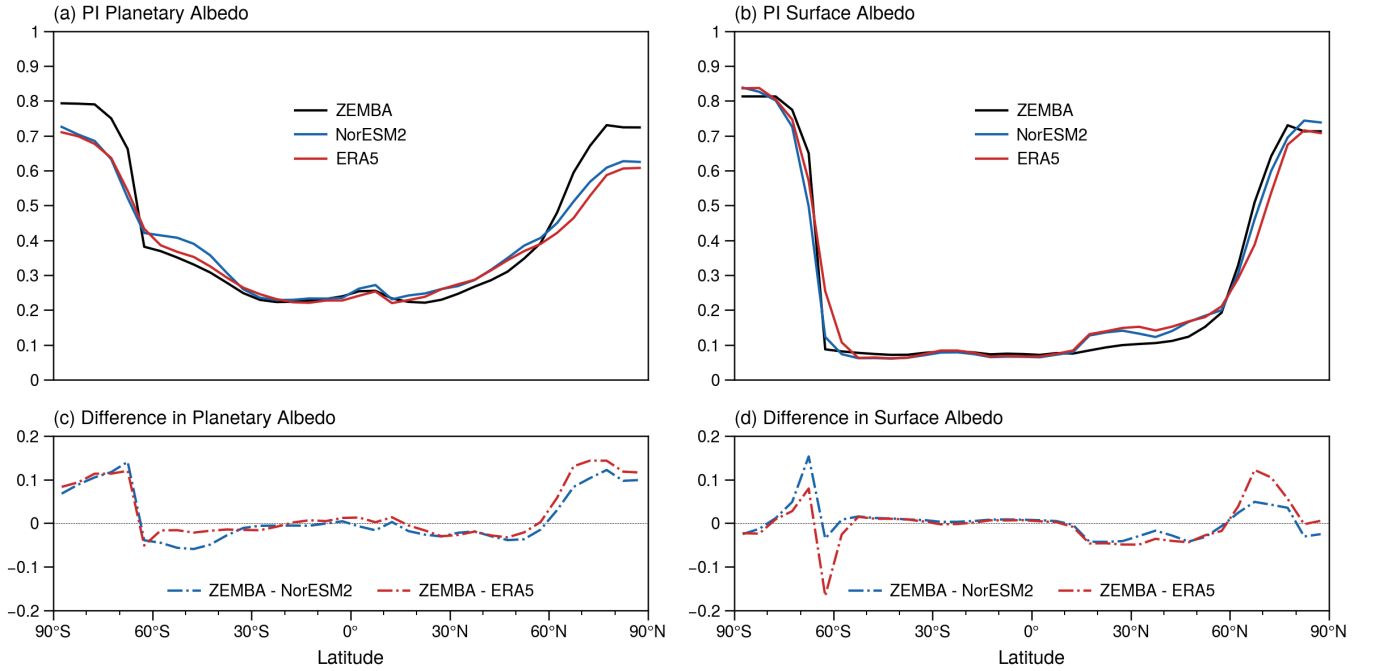 (a) PI Planetary Albedo
1
0.9
0.8
0.7
0.6
0.5
0.4
0.3
0.2
0.1
0
ZEMBA
NorESM2
ERA5
(b) PI Surface Albedo
1
0.9
0.8
0.7
0.6
0.5
0.4
0.3
0.2
0.1
0
ZEMBA
NorESM2
ERA5
(c) Difference in Planetary Albedo
0.2
0.1
0
−0.1
−0.2
ZEMBA - NorESM2 ZEMBA - ERA5
90°S 60°S 30°S 0° 30°N 60°N 90°N
Latitude
(d) Difference in Surface Albedo
0.2
0.1
0
−0.1
−0.2
ZEMBA - NorESM2 ZEMBA - ERA5
90°S 60°S 30°S 0° 30°N 60°N 90°N
Latitude